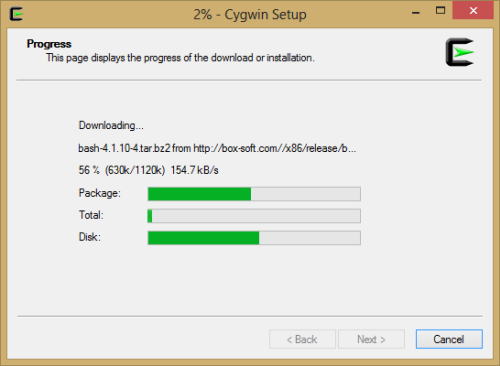 2% - Cygwin Setup
Progress
This page displays the progress of the download or installation.
Downloading...
bash-4.1.10-4.tar.bz2 from http://box-soft.com//x86/release/b...
56 % (630k/1120k) 154.7 kB/s
Package:
Total:
Disk:
< Back
Next >
Cancel